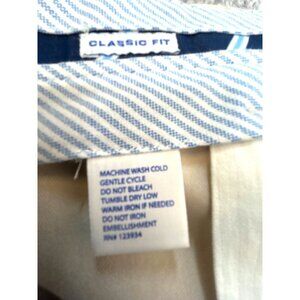 CLASSIC FIT
MACHINE WASH COLD
GENTLE CYCLE
DO NOT BLEACH
TUMBLE DRY LOW
WARM IRON IF NEEDED
DO NOT IRON
EMBELLISHMENT
RN# 123934